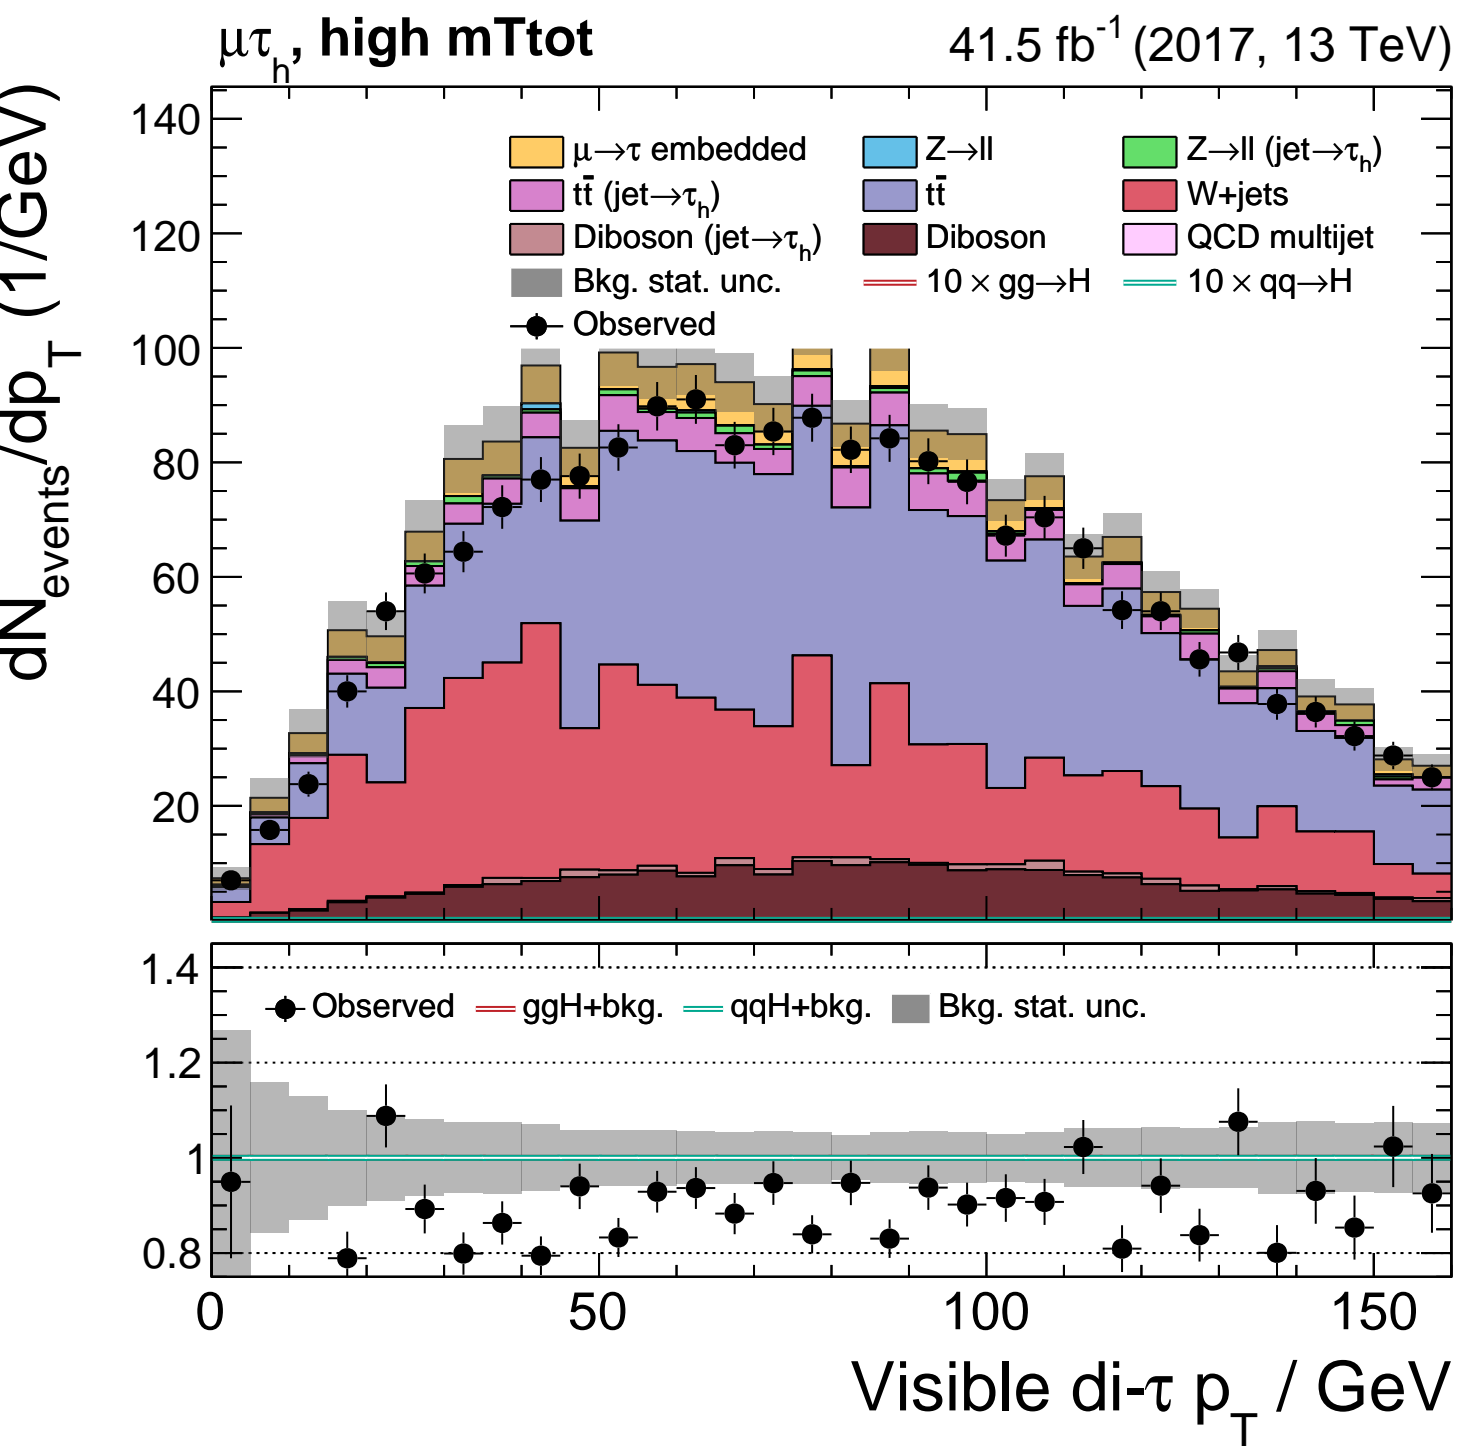 μτh, high mTtot
41.5 fb-1 (2017, 13 TeV)
dNevents/dpT (1/GeV)
140
120
100
80
60
40
20
μ→τ embedded
Z→ll
Z→ll (jet→τh)
tt̄ (jet→τh)
tt̄
W+jets
Diboson (jet→τh)
Diboson
QCD multijet
Bkg. stat. unc.
10 × gg→H
10 × qq→H
Observed
1.4
1.2
1
0.8
Observed
ggH+bkg.
qqH+bkg.
Bkg. stat. unc.
0
50
100
150
Visible di-τ pT / GeV